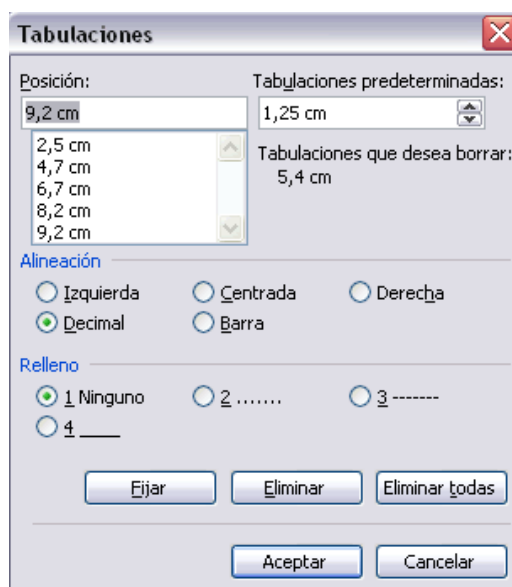 Tabulaciones
Posición:
Tabulaciones predeterminadas:
9,2 cm
1,25 cm
2,5 cm
4,7 cm
6,7 cm
8,2 cm
9,2 cm
Tabulaciones que desea borrar:
5,4 cm
Alineación
Izquierda Centrada Derecha
Decimal Barra
Relleno
1 Ninguno 2 ....... 3 -------
4 ____
Fijar Eliminar Eliminar todas
Aceptar Cancelar